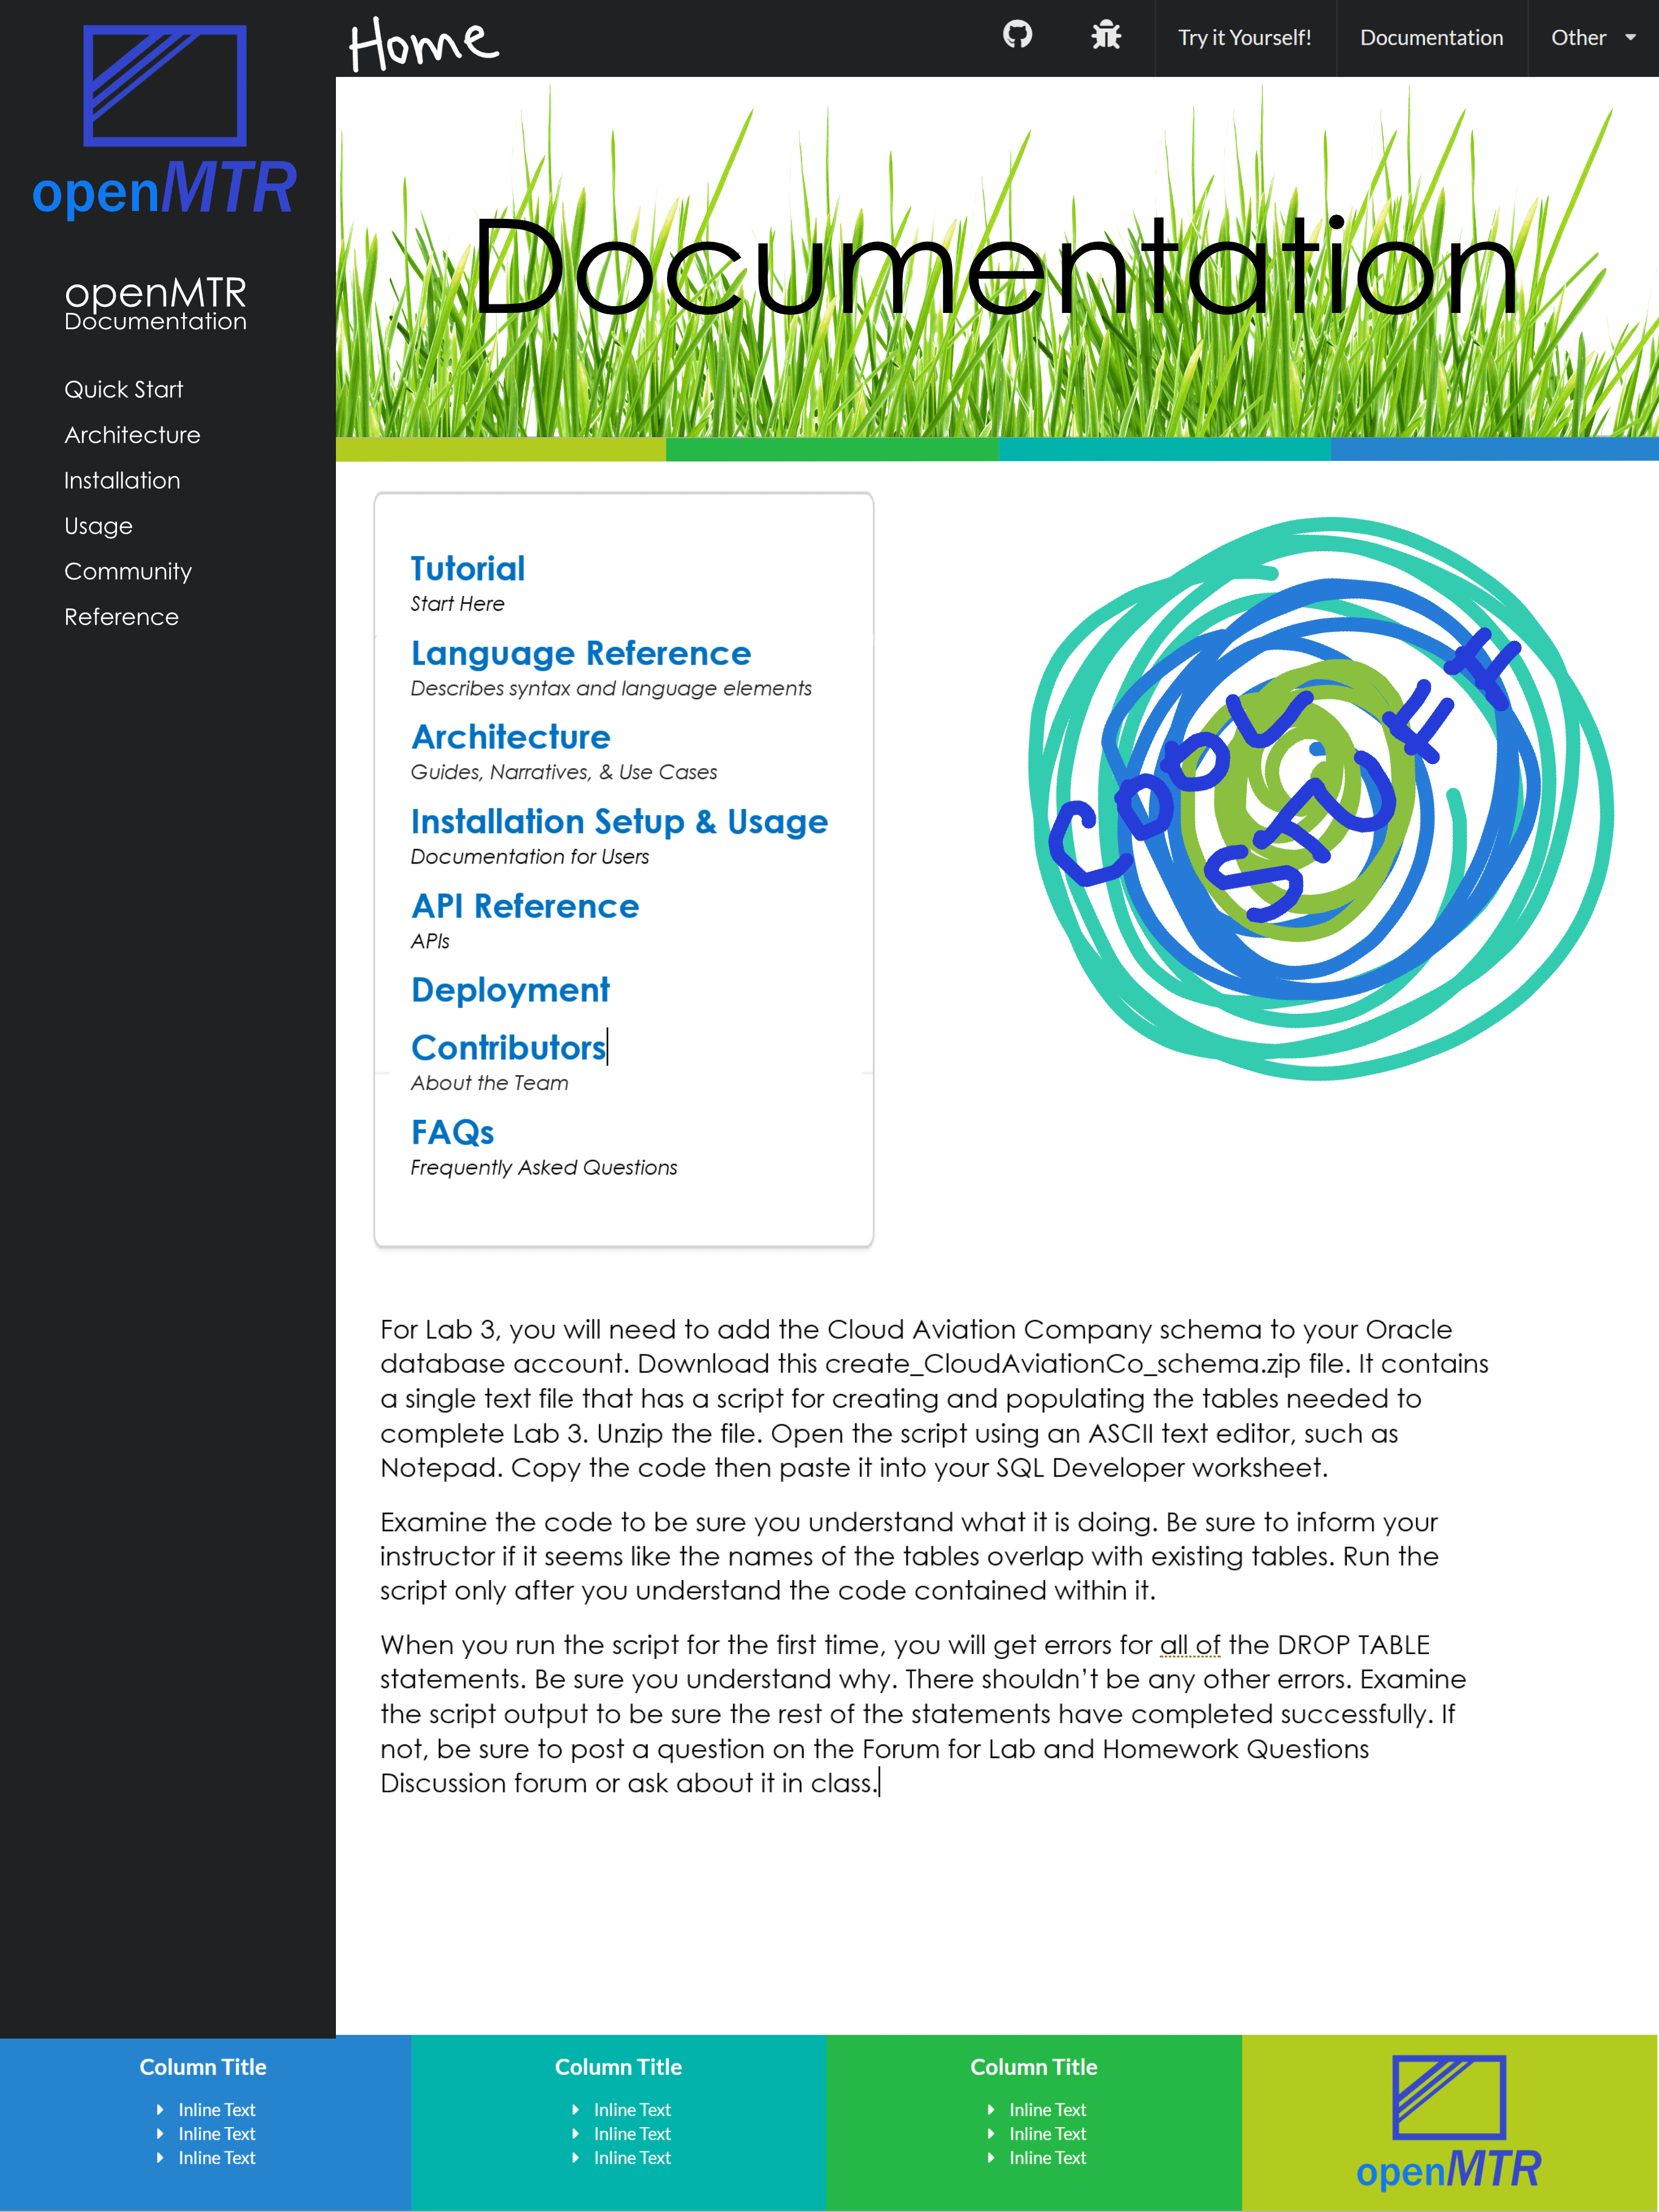 openMTR
Home
Try it Yourself!
Documentation
Other
openMTR
Documentation
Quick Start
Architecture
Installation
Usage
Community
Reference
Documentation
Tutorial
Start Here
Language Reference
Describes syntax and language elements
Architecture
Guides, Narratives, & Use Cases
Installation Setup & Usage
Documentation for Users
API Reference
APIs
Deployment
Contributors
About the Team
FAQs
Frequently Asked Questions
COOL
STUFF
For Lab 3, you will need to add the Cloud Aviation Company schema to your Oracle
database account. Download this create_CloudAviationCo_schema.zip file. It contains
a single text file that has a script for creating and populating the tables needed to
complete Lab 3. Unzip the file. Open the script using an ASCII text editor, such as
Notepad. Copy the code then paste it into your SQL Developer worksheet.
Examine the code to be sure you understand what it is doing. Be sure to inform your
instructor if it seems like the names of the tables overlap with existing tables. Run the
script only after you understand the code contained within it.
When you run the script for the first time, you will get errors for all of the DROP TABLE
statements. Be sure you understand why. There shouldn't be any other errors. Examine
the script output to be sure the rest of the statements have completed successfully. If
not, be sure to post a question on the Forum for Lab and Homework Questions
Discussion forum or ask about it in class.
Column Title
Inline Text
Inline Text
Inline Text
Column Title
Inline Text
Inline Text
Inline Text
Column Title
Inline Text
Inline Text
Inline Text
openMTR